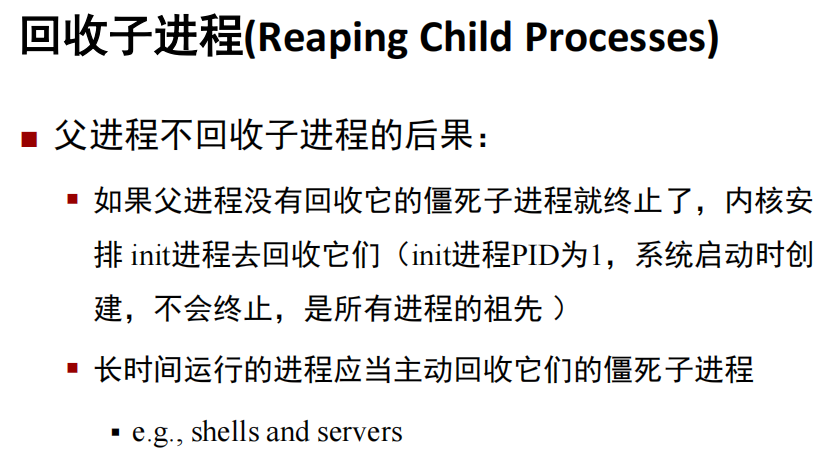 回收子进程(Reaping Child Processes)
■ 父进程不回收子进程的后果：
▪ 如果父进程没有回收它的僵死子进程就终止了，内核安
排 init进程去回收它们（init进程PID为1，系统启动时创
建，不会终止，是所有进程的祖先 ）
▪ 长时间运行的进程应当主动回收它们的僵死子进程
▪ e.g., shells and servers